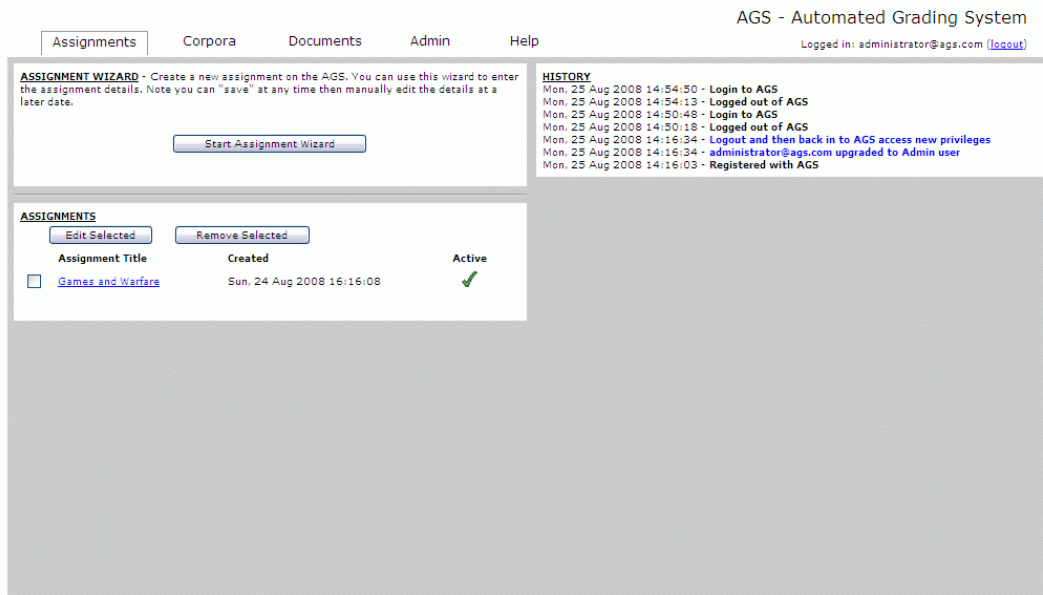 AGS - Automated Grading System
Assignments Corpora Documents Admin Help
Logged in: administrator@ags.com (logout)
ASSIGNMENT WIZARD - Create a new assignment on the AGS. You can use this wizard to enter
the assignment details. Note you can "save" at any time then manually edit the details at a
later date.
Start Assignment Wizard
ASSIGNMENTS
Edit Selected Remove Selected
Assignment Title Created Active
Games and Warfare Sun, 24 Aug 2008 16:16:08
HISTORY
Mon, 25 Aug 2008 14:54:50 - Login to AGS
Mon, 25 Aug 2008 14:54:13 - Logged out of AGS
Mon, 25 Aug 2008 14:50:48 - Login to AGS
Mon, 25 Aug 2008 14:50:18 - Logged out of AGS
Mon, 25 Aug 2008 14:16:34 - Logout and then back in to AGS access new privileges
Mon, 25 Aug 2008 14:16:34 - administrator@ags.com upgraded to Admin user
Mon, 25 Aug 2008 14:16:03 - Registered with AGS